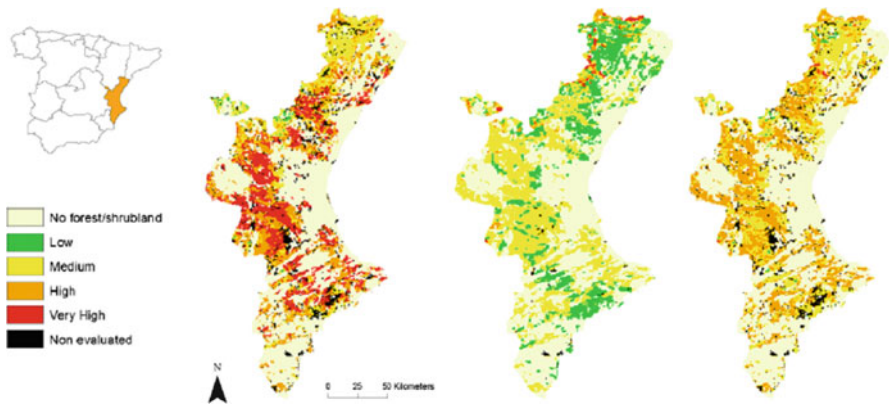 No forest/shrubland
Low
Medium
High
Very High
Non evaluated
N
0 25 50 Kilometers